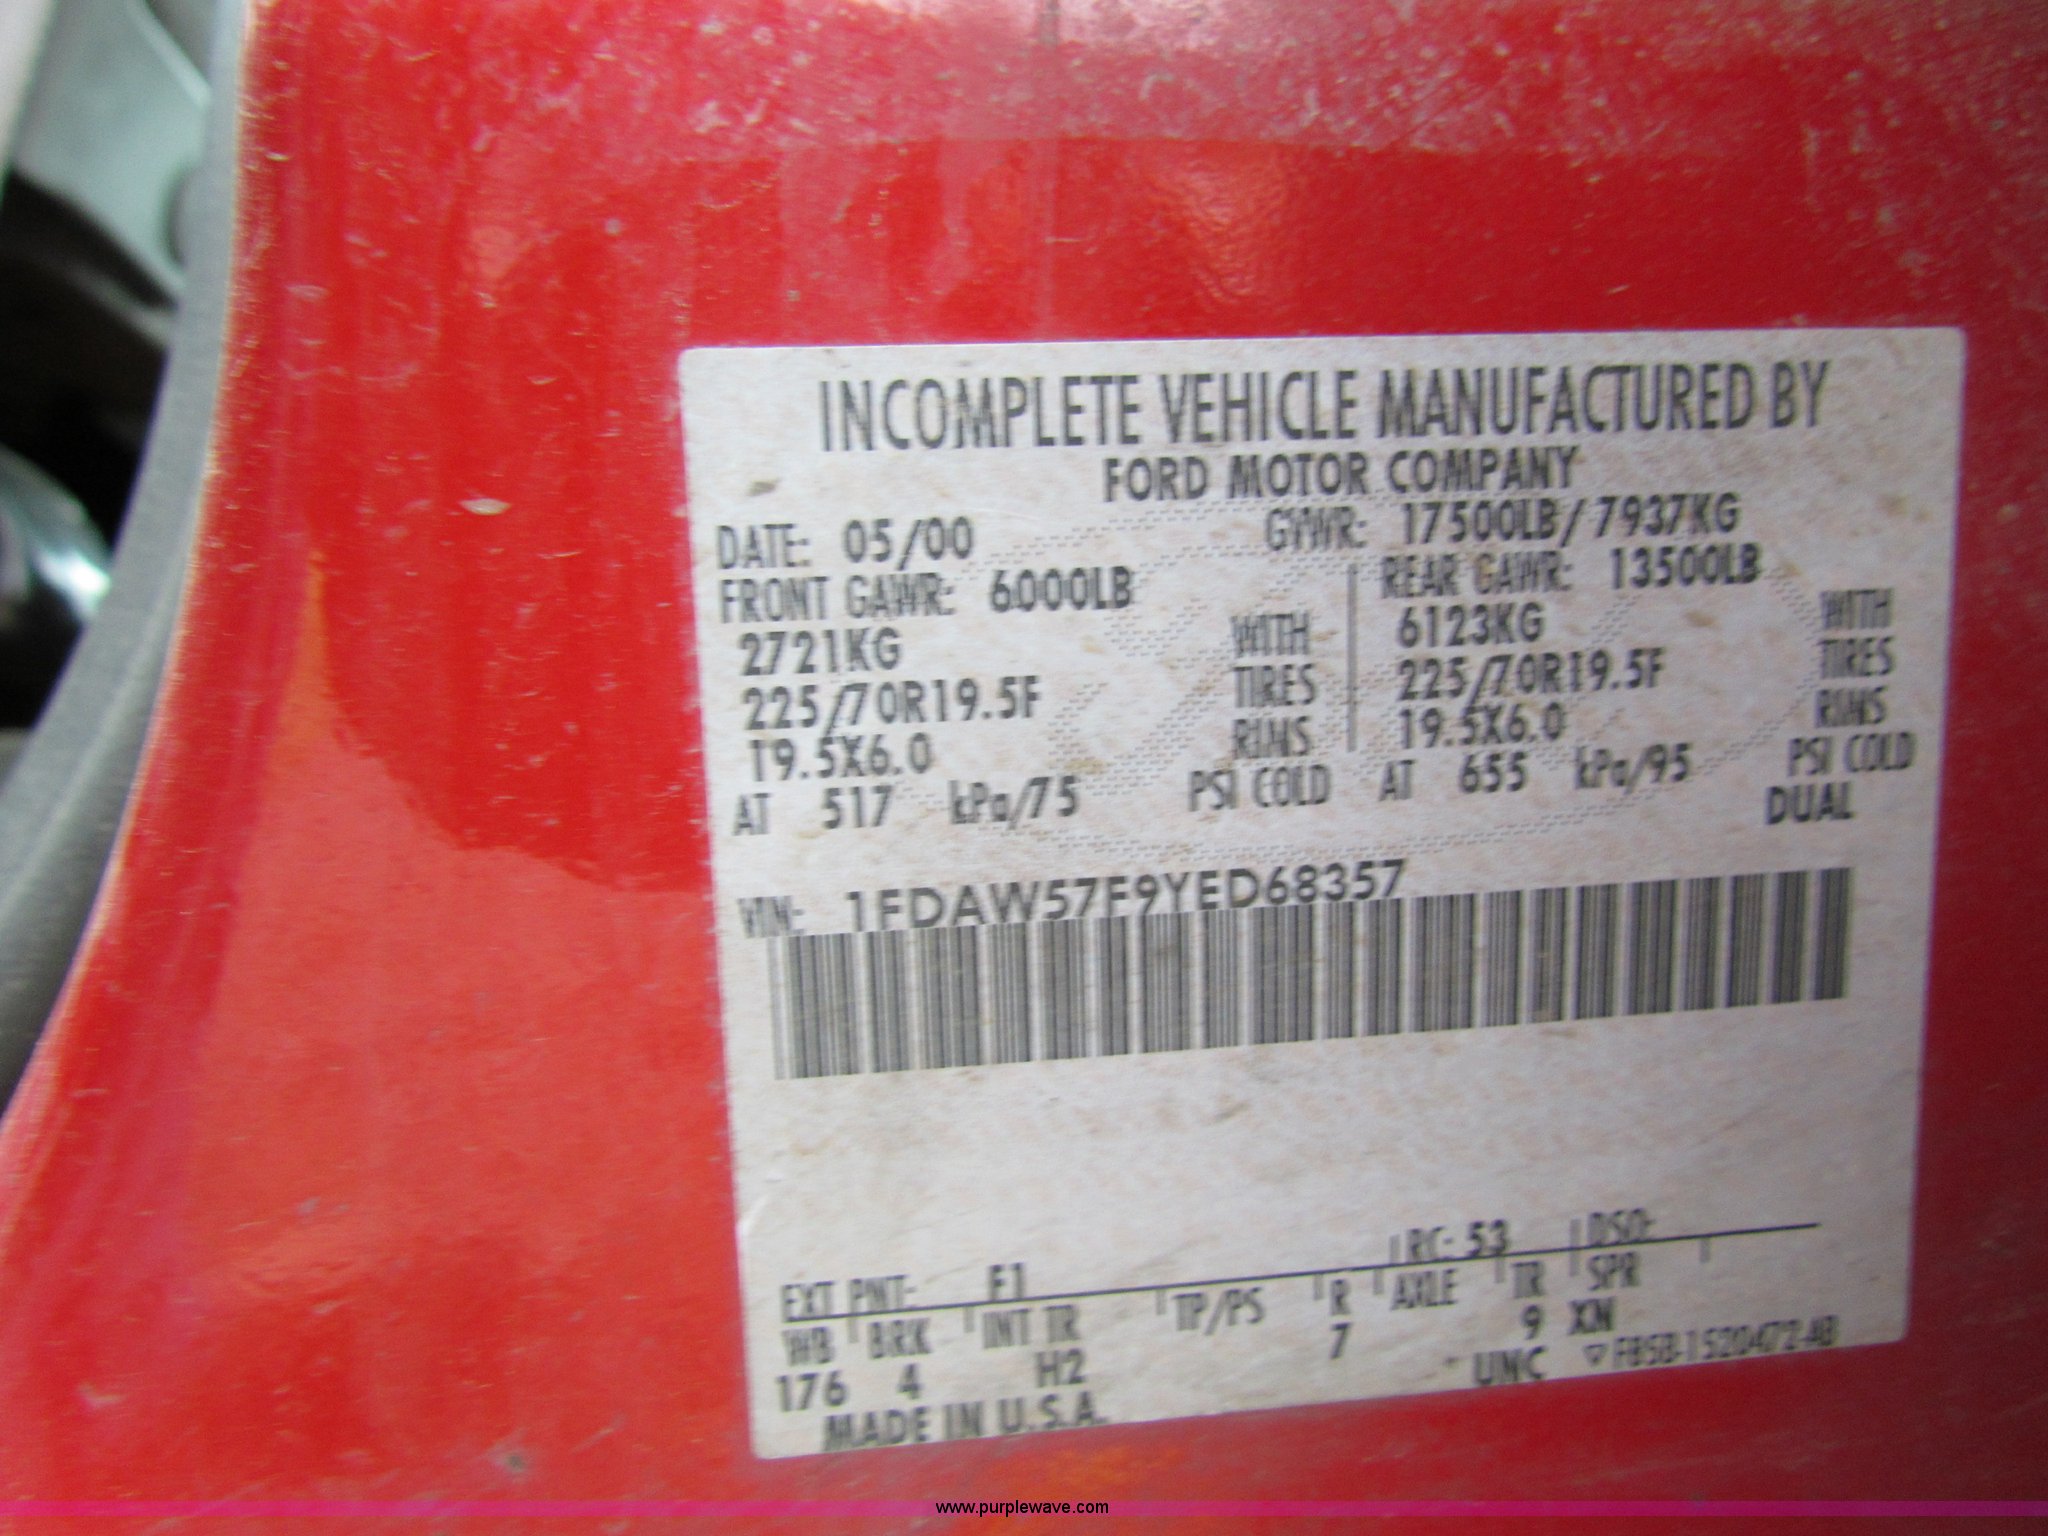 INCOMPLETE VEHICLE MANUFACTURED BY
FORD MOTOR COMPANY
DATE: 05/00 GVWR: 17500LB/7937KG
FRONT GAWR: 6000LB REAR GAWR: 13500LB
2721KG WITH 6123KG WITH
225/70R19.5F TIRES 225/70R19.5F TIRES
19.5X6.0 RIMS 19.5X6.0 RIMS
AT 517 kPa/75 PSI COLD AT 655 kPa/95 PSI COLD
DUAL
VIN: 1FDAW57F9YED68357
EXT PNT: F1 RC: 53 DSO:
WB BRK INT TR TP/PS R AXLE TR SPR
176 4 H2 7 9 XN
MADE IN U.S.A. UNC F85B-1520472-AB
www.purplewave.com